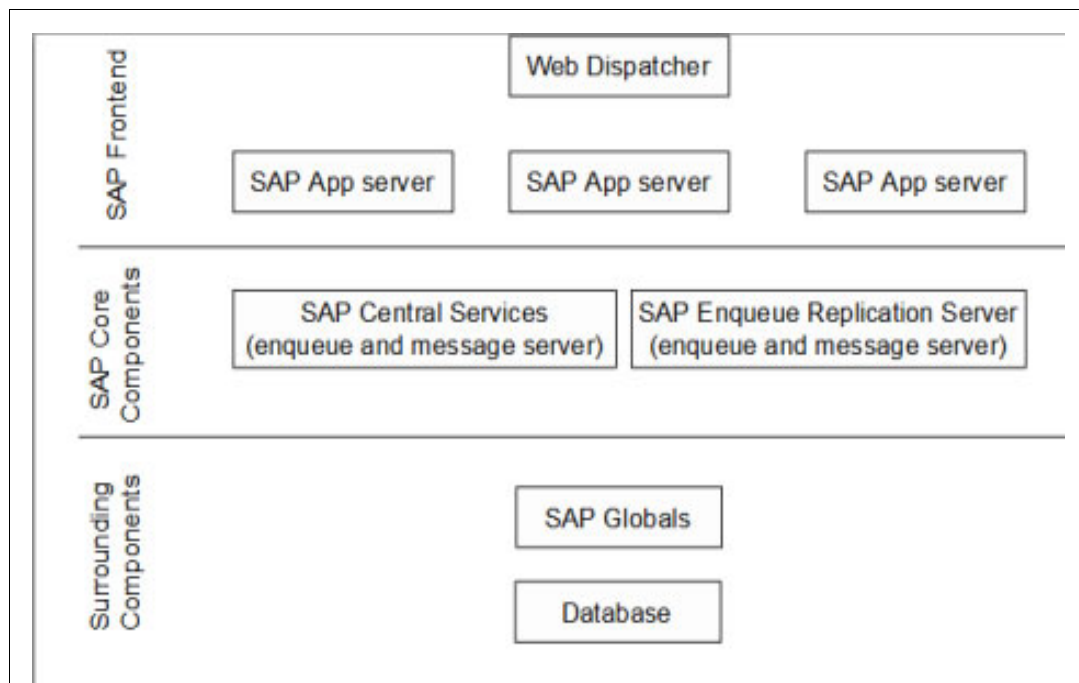 SAP Frontend
Web Dispatcher
SAP App server
SAP App server
SAP App server
SAP Core
Components
SAP Central Services
(enqueue and message server)
SAP Enqueue Replication Server
(enqueue and message server)
Surrounding
Components
SAP Globals
Database